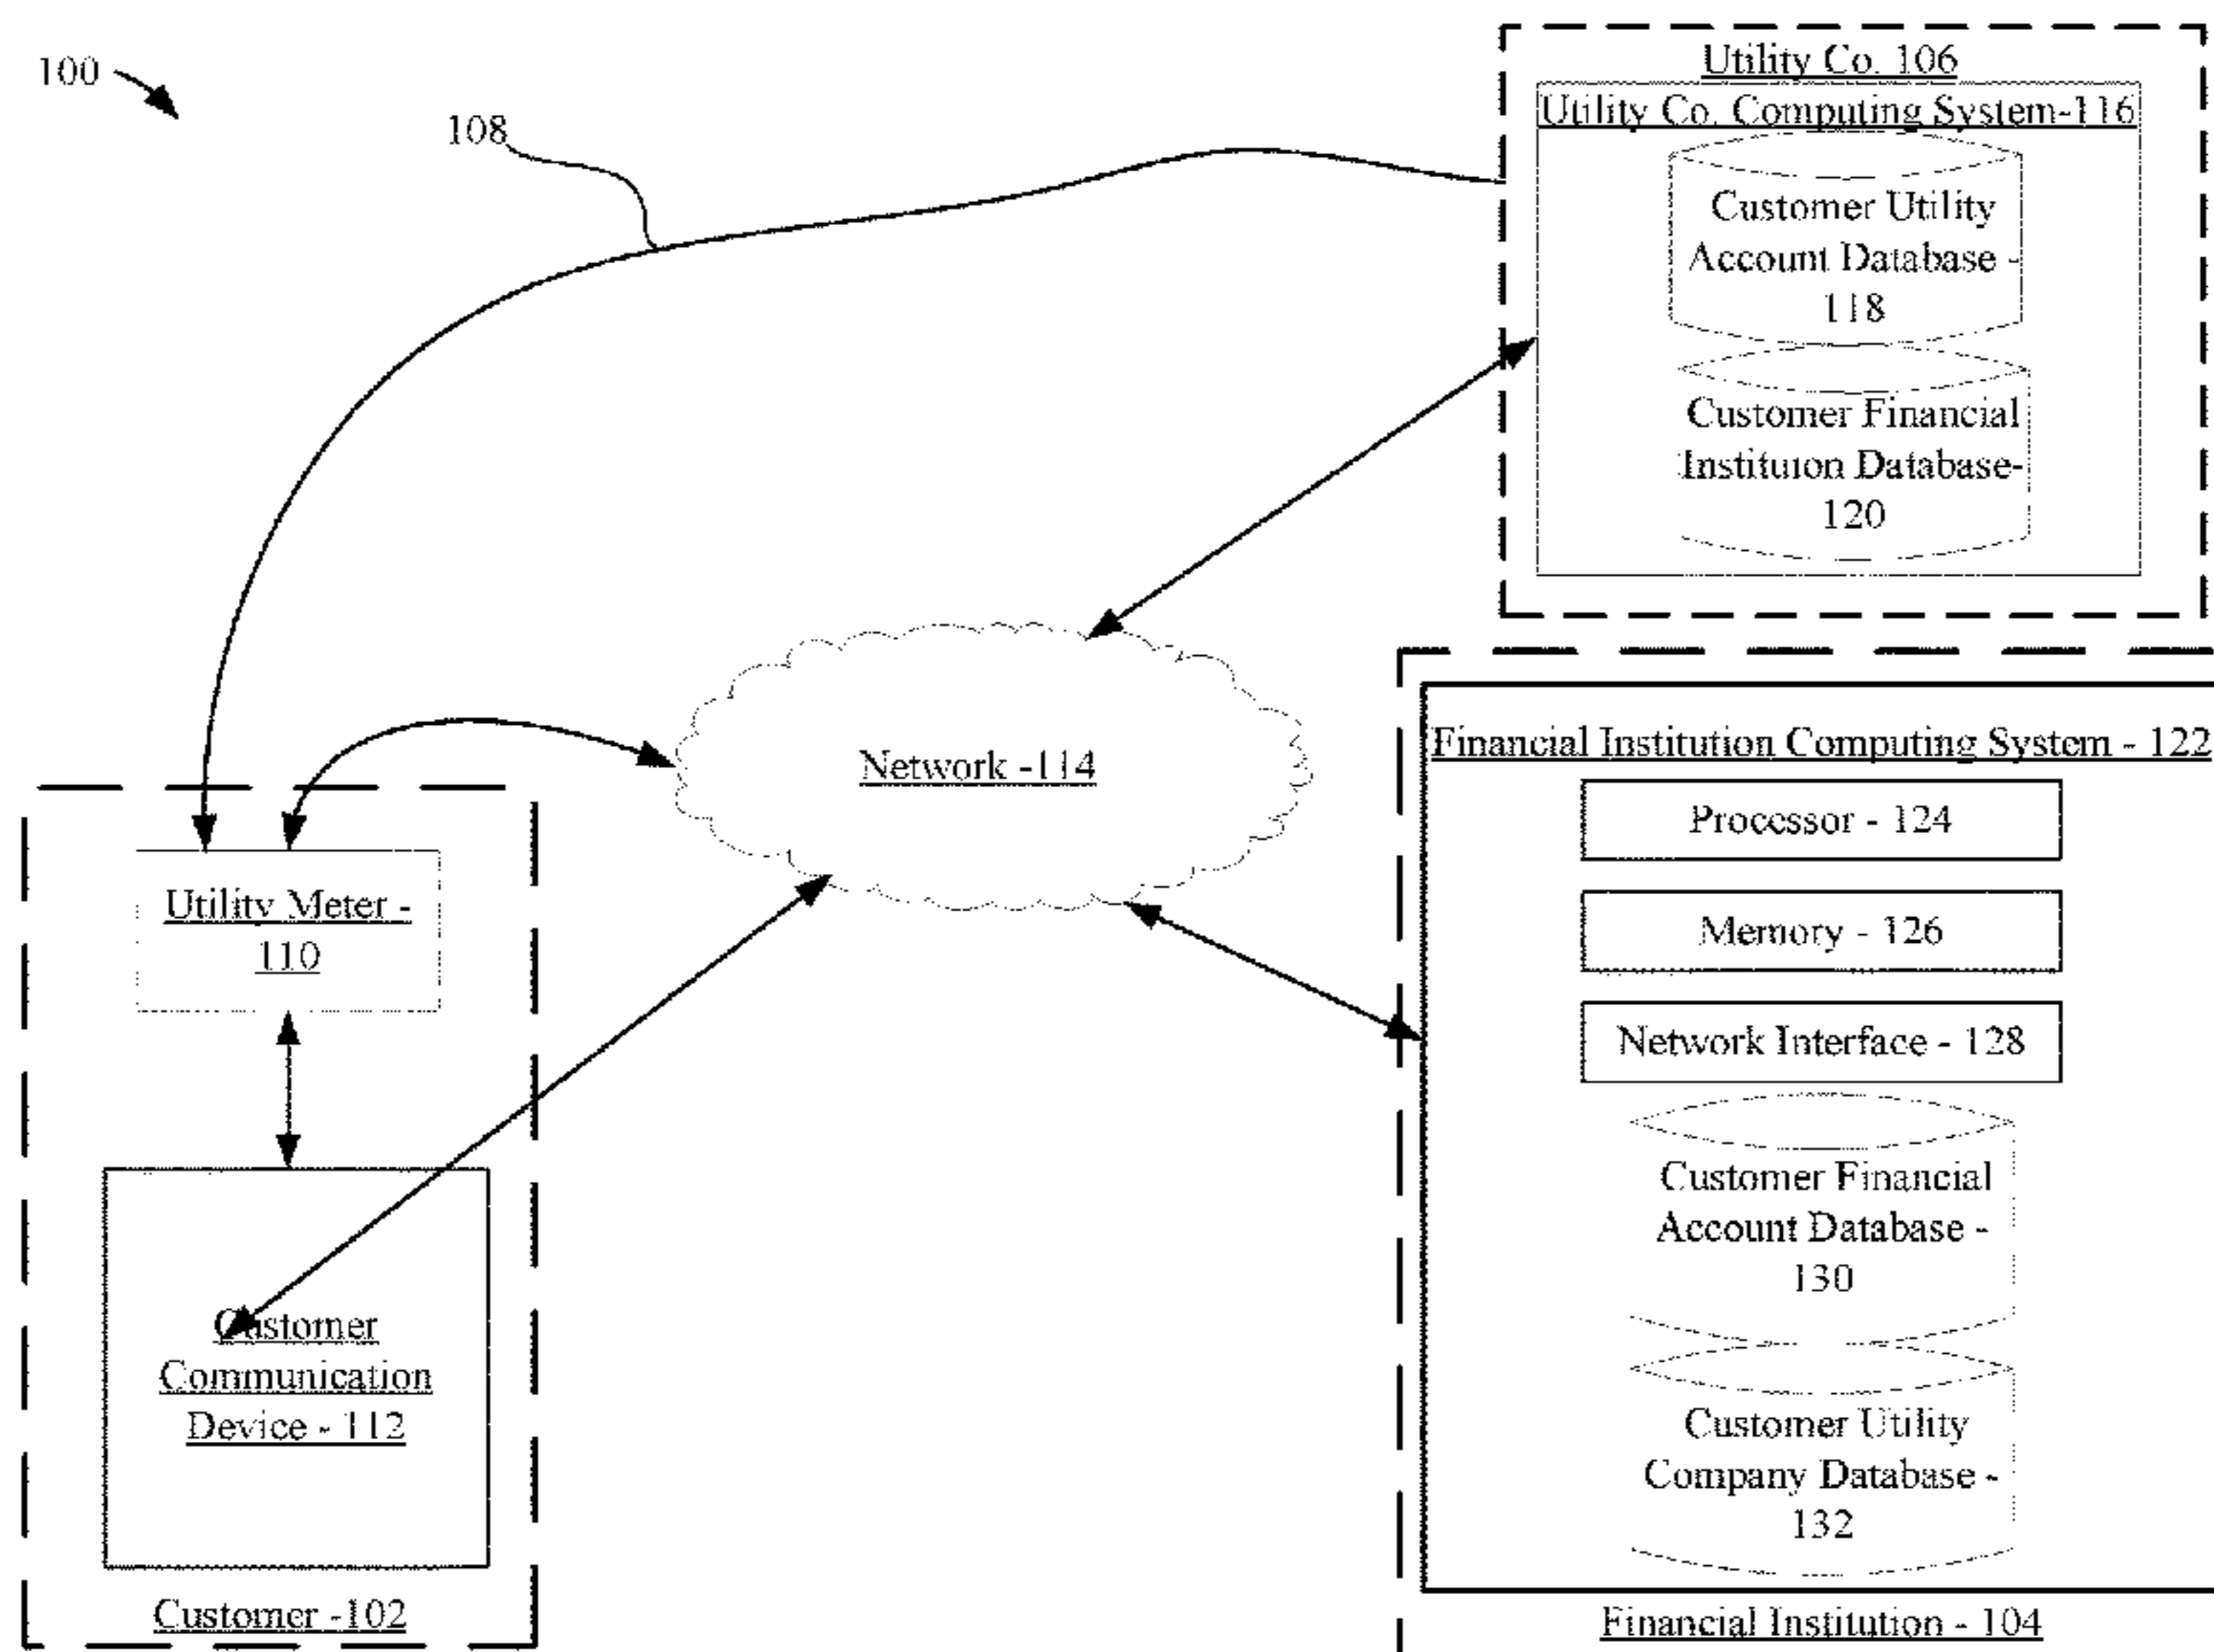 100
108
Utility Co. 106
Utility Co. Computing System-116
Customer Utility
Account Database -
118
Customer Financial
Instituion Database-
120
Network -114
Utility Meter -
110
Customer
Communication
Device - 112
Customer -102
Financial Institution Computing System - 122
Processor - 124
Memory - 126
Network Interface - 128
Customer Financial
Account Database -
130
Customer Utility
Company Database -
132
Financial Institution - 104